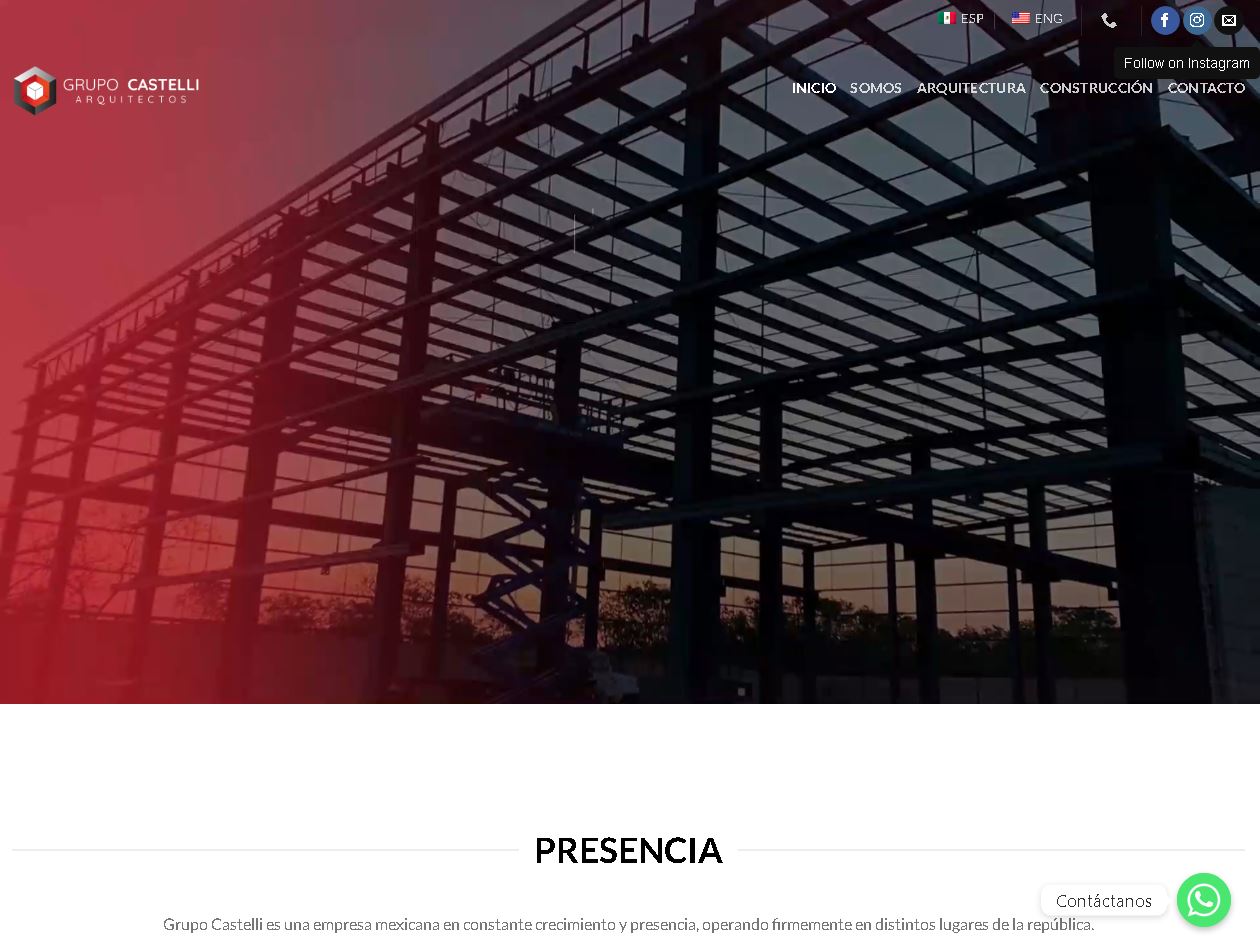 ESP
ENG
Follow on Instagram
GRUPO CASTELLI
ARQUITECTOS
INICIO SOMOS ARQUITECTURA CONSTRUCCIÓN CONTACTO
PRESENCIA
Contáctanos
Grupo Castelli es una empresa mexicana en constante crecimiento y presencia, operando firmemente en distintos lugares de la república.